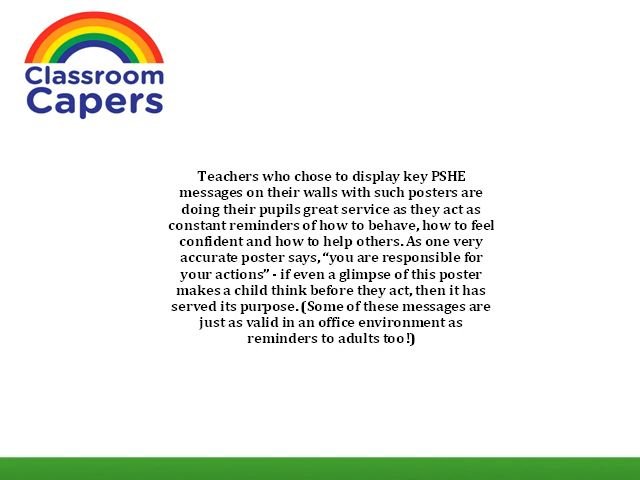 Classroom
Capers
Teachers who chose to display key PSHE
messages on their walls with such posters are
doing their pupils great service as they act as
constant reminders of how to behave, how to feel
confident and how to help others. As one very
accurate poster says, “you are responsible for
your actions” - if even a glimpse of this poster
makes a child think before they act, then it has
served its purpose. (Some of these messages are
just as valid in an office environment as
reminders to adults too!)